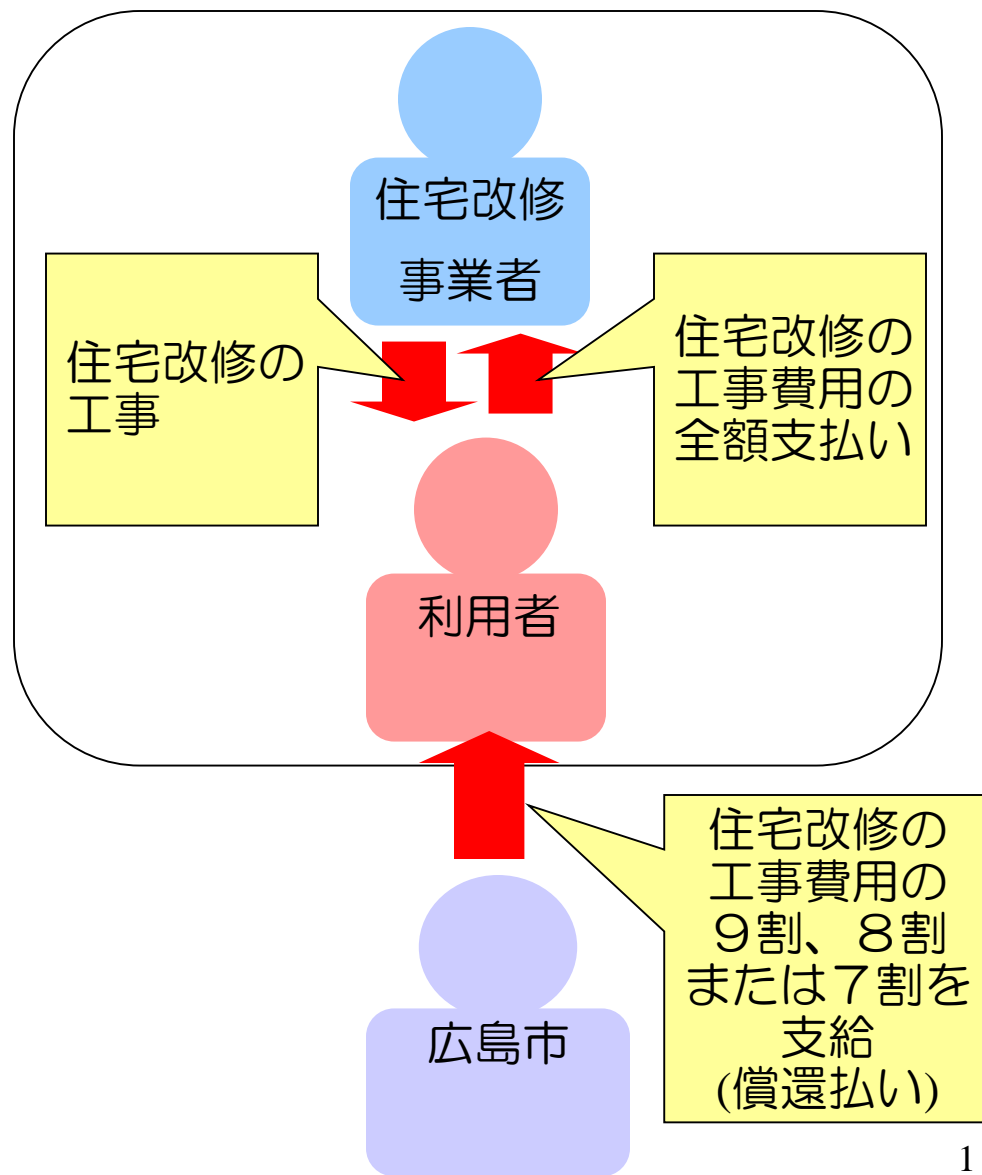 住宅改修
事業者
住宅改修の
工事
住宅改修の
工事費用の
全額支払い
利用者
住宅改修の
工事費用の
９割、８割
または７割を
支給
(償還払い)
広島市
1